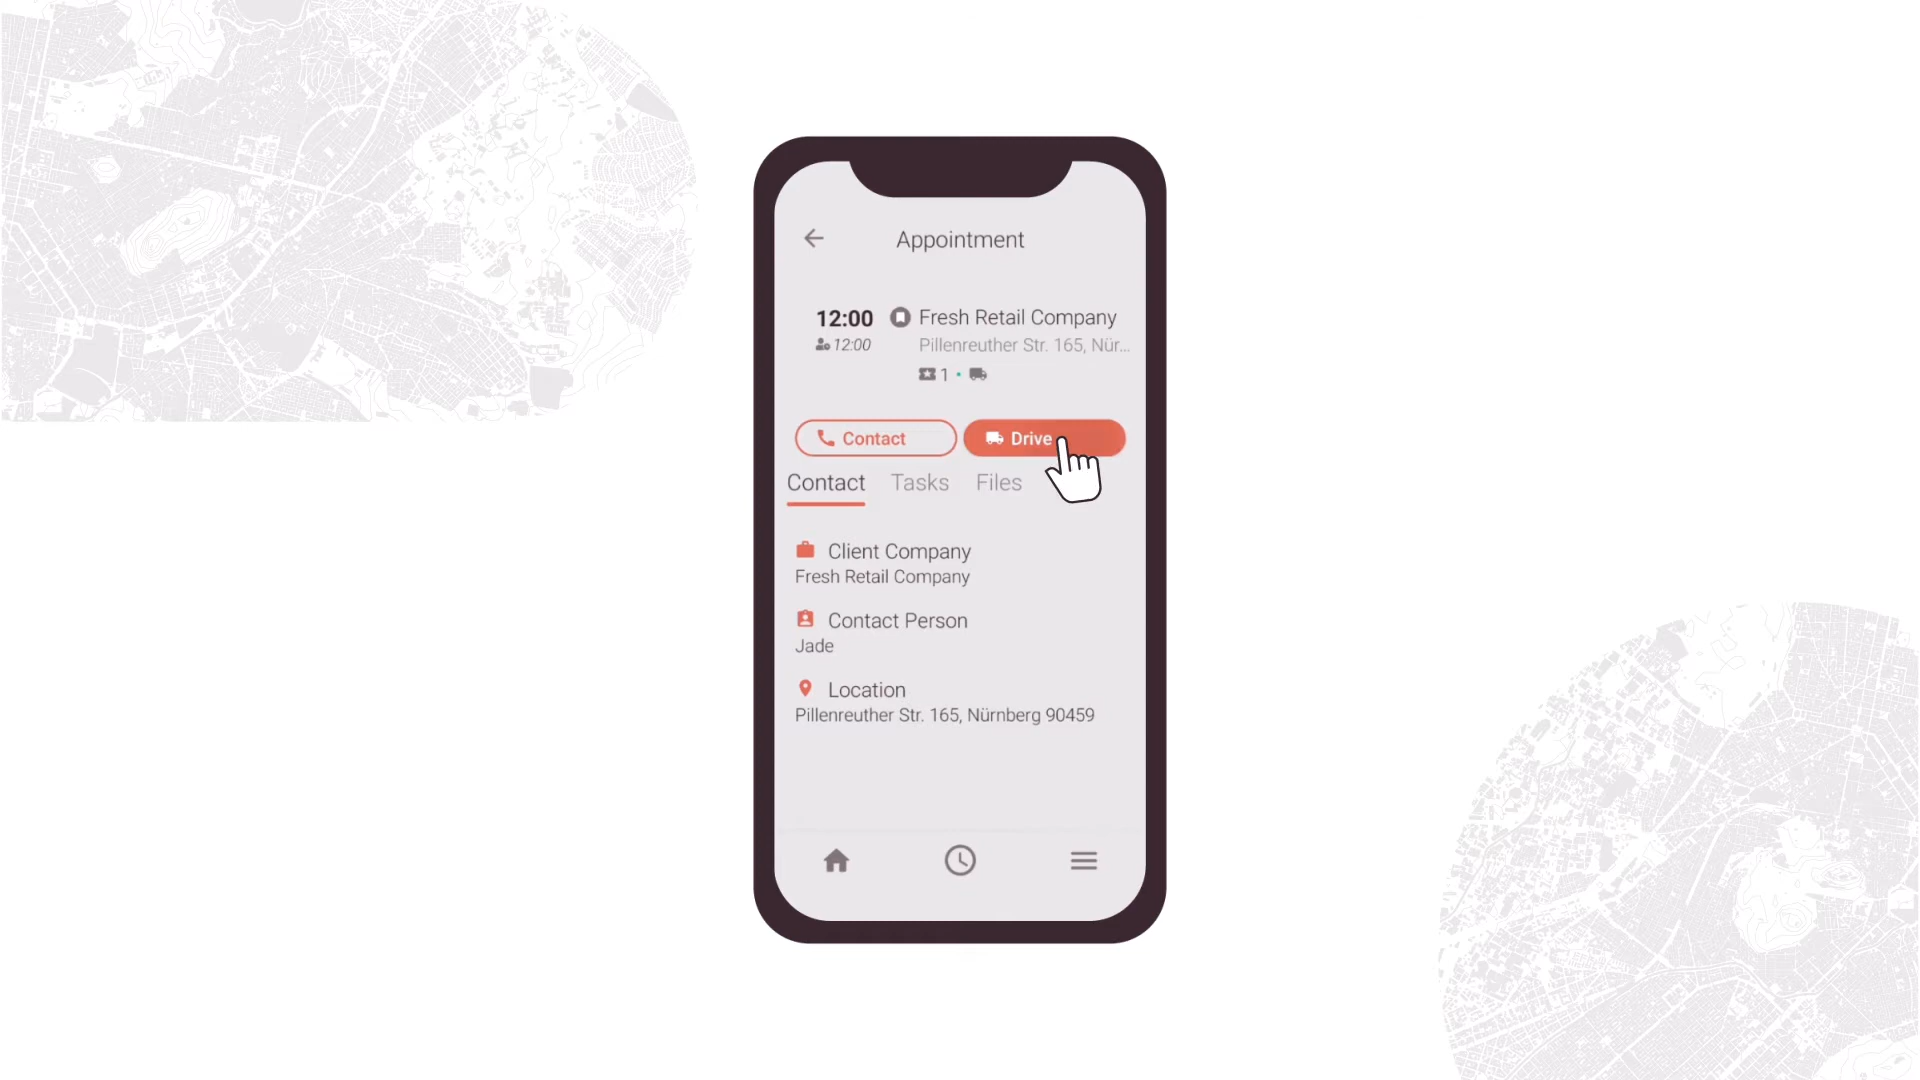 Appointment
12:00
Fresh Retail Company
12:00
Pillenreuther Str. 165, Nür...
1
Contact
Drive
Contact
Tasks
Files
Client Company
Fresh Retail Company
Contact Person
Jade
Location
Pillenreuther Str. 165, Nürnberg 90459